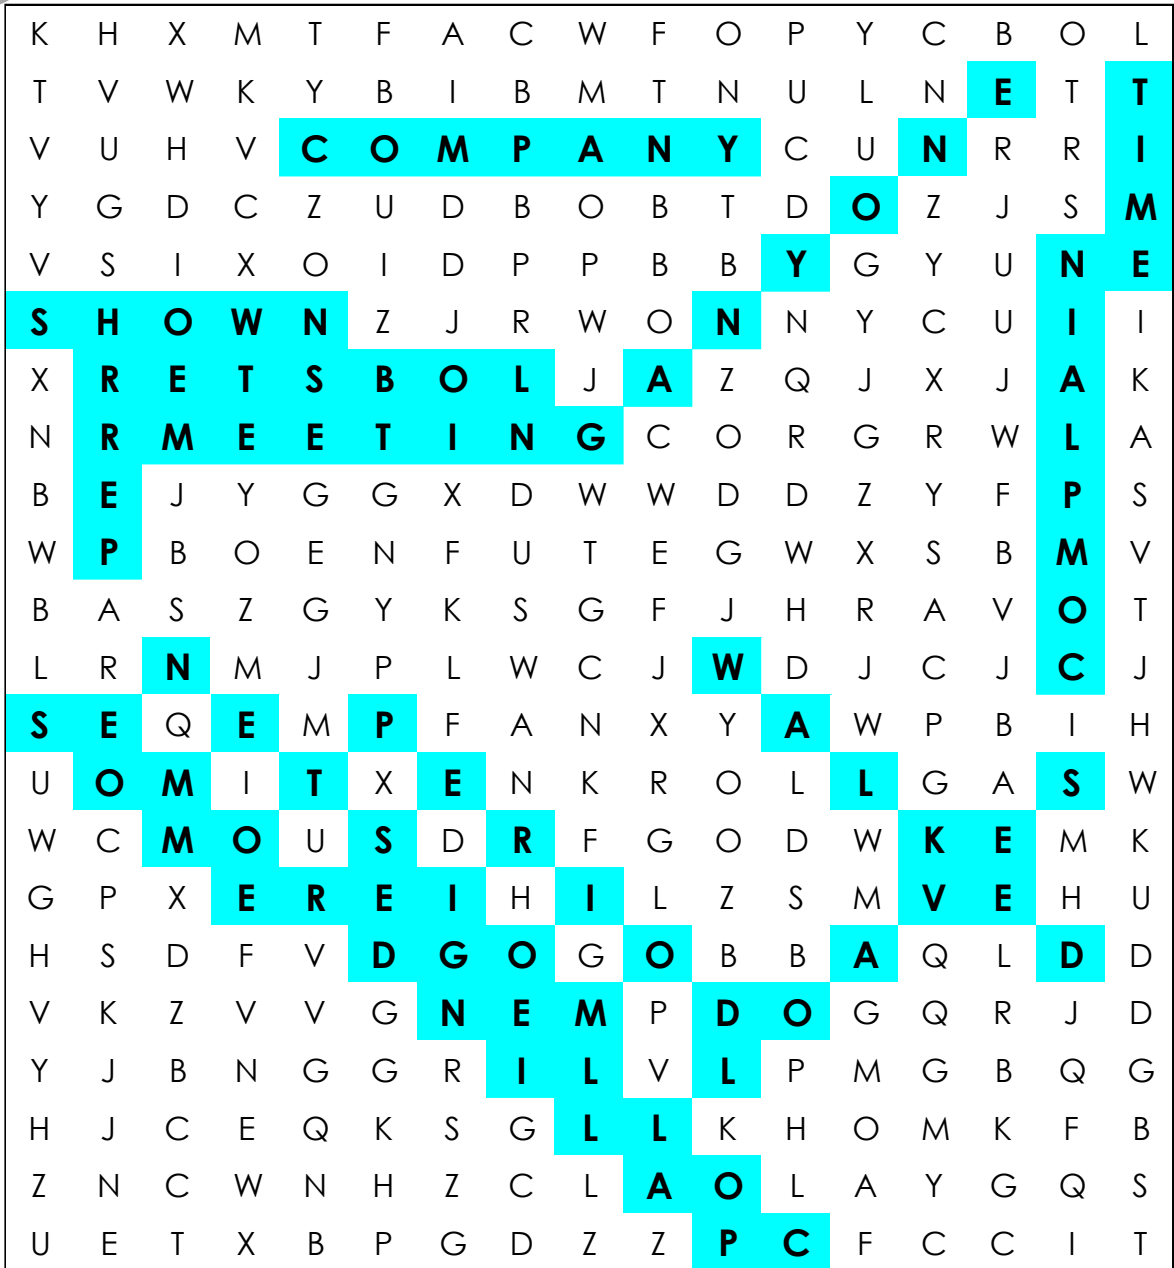 K H X M T F A C W F O P Y C B O L
T V W K Y B I B M T N U L N E T T
V U H V C O M P A N Y C U N R R I
Y G D C Z U D B O B T D O Z J S M
V S I X O I D P P B B Y G Y U N E
S H O W N Z J R W O N N Y C U I I
X R E T S B O L J A Z Q J X J A K
N R M E E T I N G C O R G R W L A
B E J Y G G X D W W D D Z Y F P S
W P B O E N F U T E G W X S B M V
B A S Z G Y K S G F J H R A V O T
L R N M J P L W C J W D J C J C J
S E Q E M P F A N X Y A W P B I H
U O M I T X E N K R O L L G A S W
W C M O U S D R F G O D W K E M K
G P X E R E I H I L Z S M V E H U
H S D F V D G O G O B B A Q L D D
V K Z V V G N E M P D O G Q R J D
Y J B N G G R I L V L P M G B Q G
H J C E Q K S G L L K H O M K F B
Z N C W N H Z C L A O L A Y G Q S
U E T X B P G D Z Z P C F C C I T